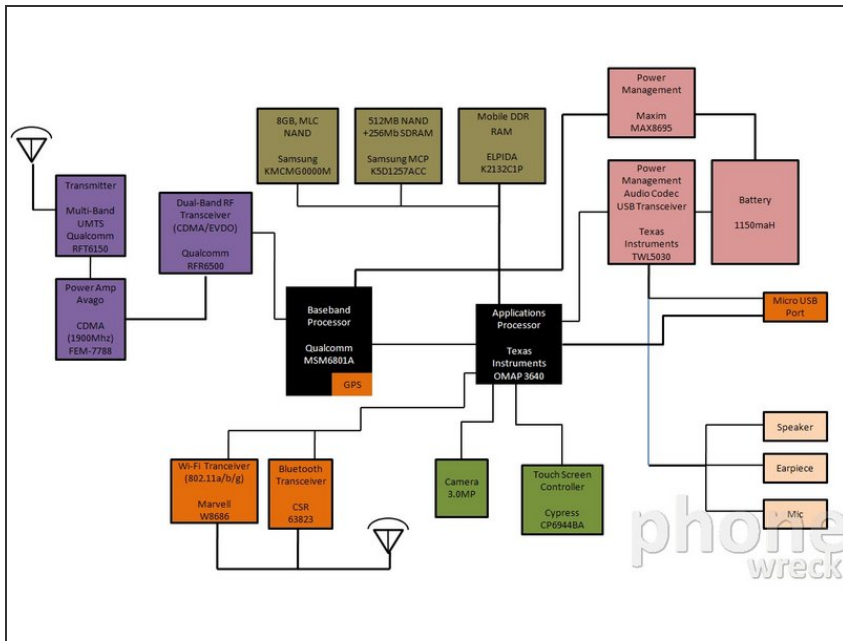 Power
Management
Maxim
MAX8695
8GB, MLC
NAND
Samsung
KMCMG0000M
512MB NAND
+256Mb SDRAM
Samsung MCP
K5D1257ACC
Mobile DDR
RAM
ELPIDA
K2132C1P
Power
Management
Audio Codec
USB Transceiver
Texas
Instruments
TWL5030
Battery
1150maH
Transmitter
Multi-Band
UMTS
Qualcomm
RFT6150
Dual-Band RF
Transceiver
(CDMA/EVDO)
Qualcomm
RFR6500
Power Amp
Avago
CDMA
(1900Mhz)
FEM-7788
Baseband
Processor
Qualcomm
MSM6801A
GPS
Applications
Processor
Texas
Instruments
OMAP 3640
Micro USB
Port
Wi-Fi Tranceiver
(802.11a/b/g)
Marvell
W8686
Bluetooth
Transceiver
CSR
63823
Camera
3.0MP
Touch Screen
Controller
Cypress
CP6944BA
Speaker
Earpiece
Mic
phone
wreck